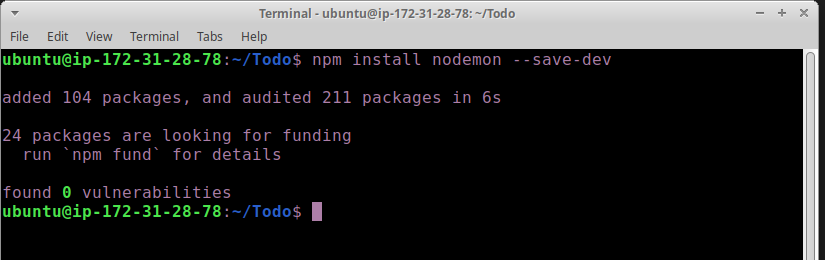 Terminal - ubuntu@ip-172-31-28-78: ~/Todo
File Edit View Terminal Tabs Help
ubuntu@ip-172-31-28-78:~/Todo$ npm install nodemon --save-dev
added 104 packages, and audited 211 packages in 6s
24 packages are looking for funding
  run `npm fund` for details
found 0 vulnerabilities
ubuntu@ip-172-31-28-78:~/Todo$